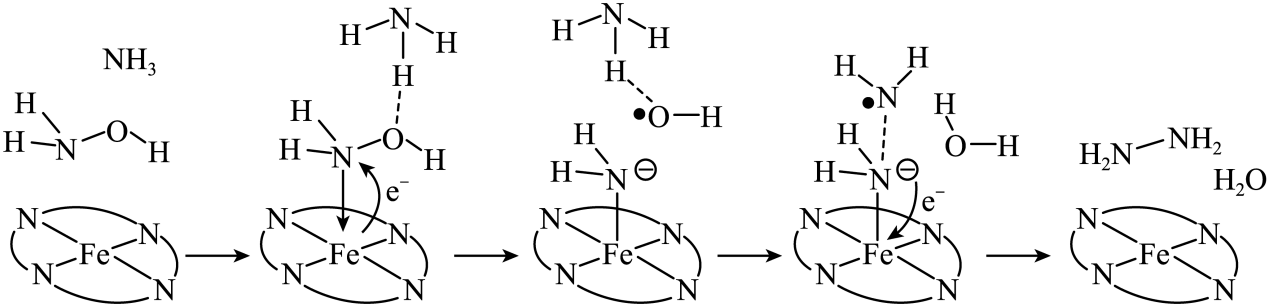 NH₃
H
H N O H
N N
Fe
N N
N
H H
H
H O
H N H
e⁻
N N
Fe
N N
N
H H
H
•O—H
H
H N ⊖
N N
Fe
N N
H H
•N H
H O—H
H N ⊖
e⁻
N N
Fe
N N
H₂N NH₂
H₂O
N N
Fe
N N